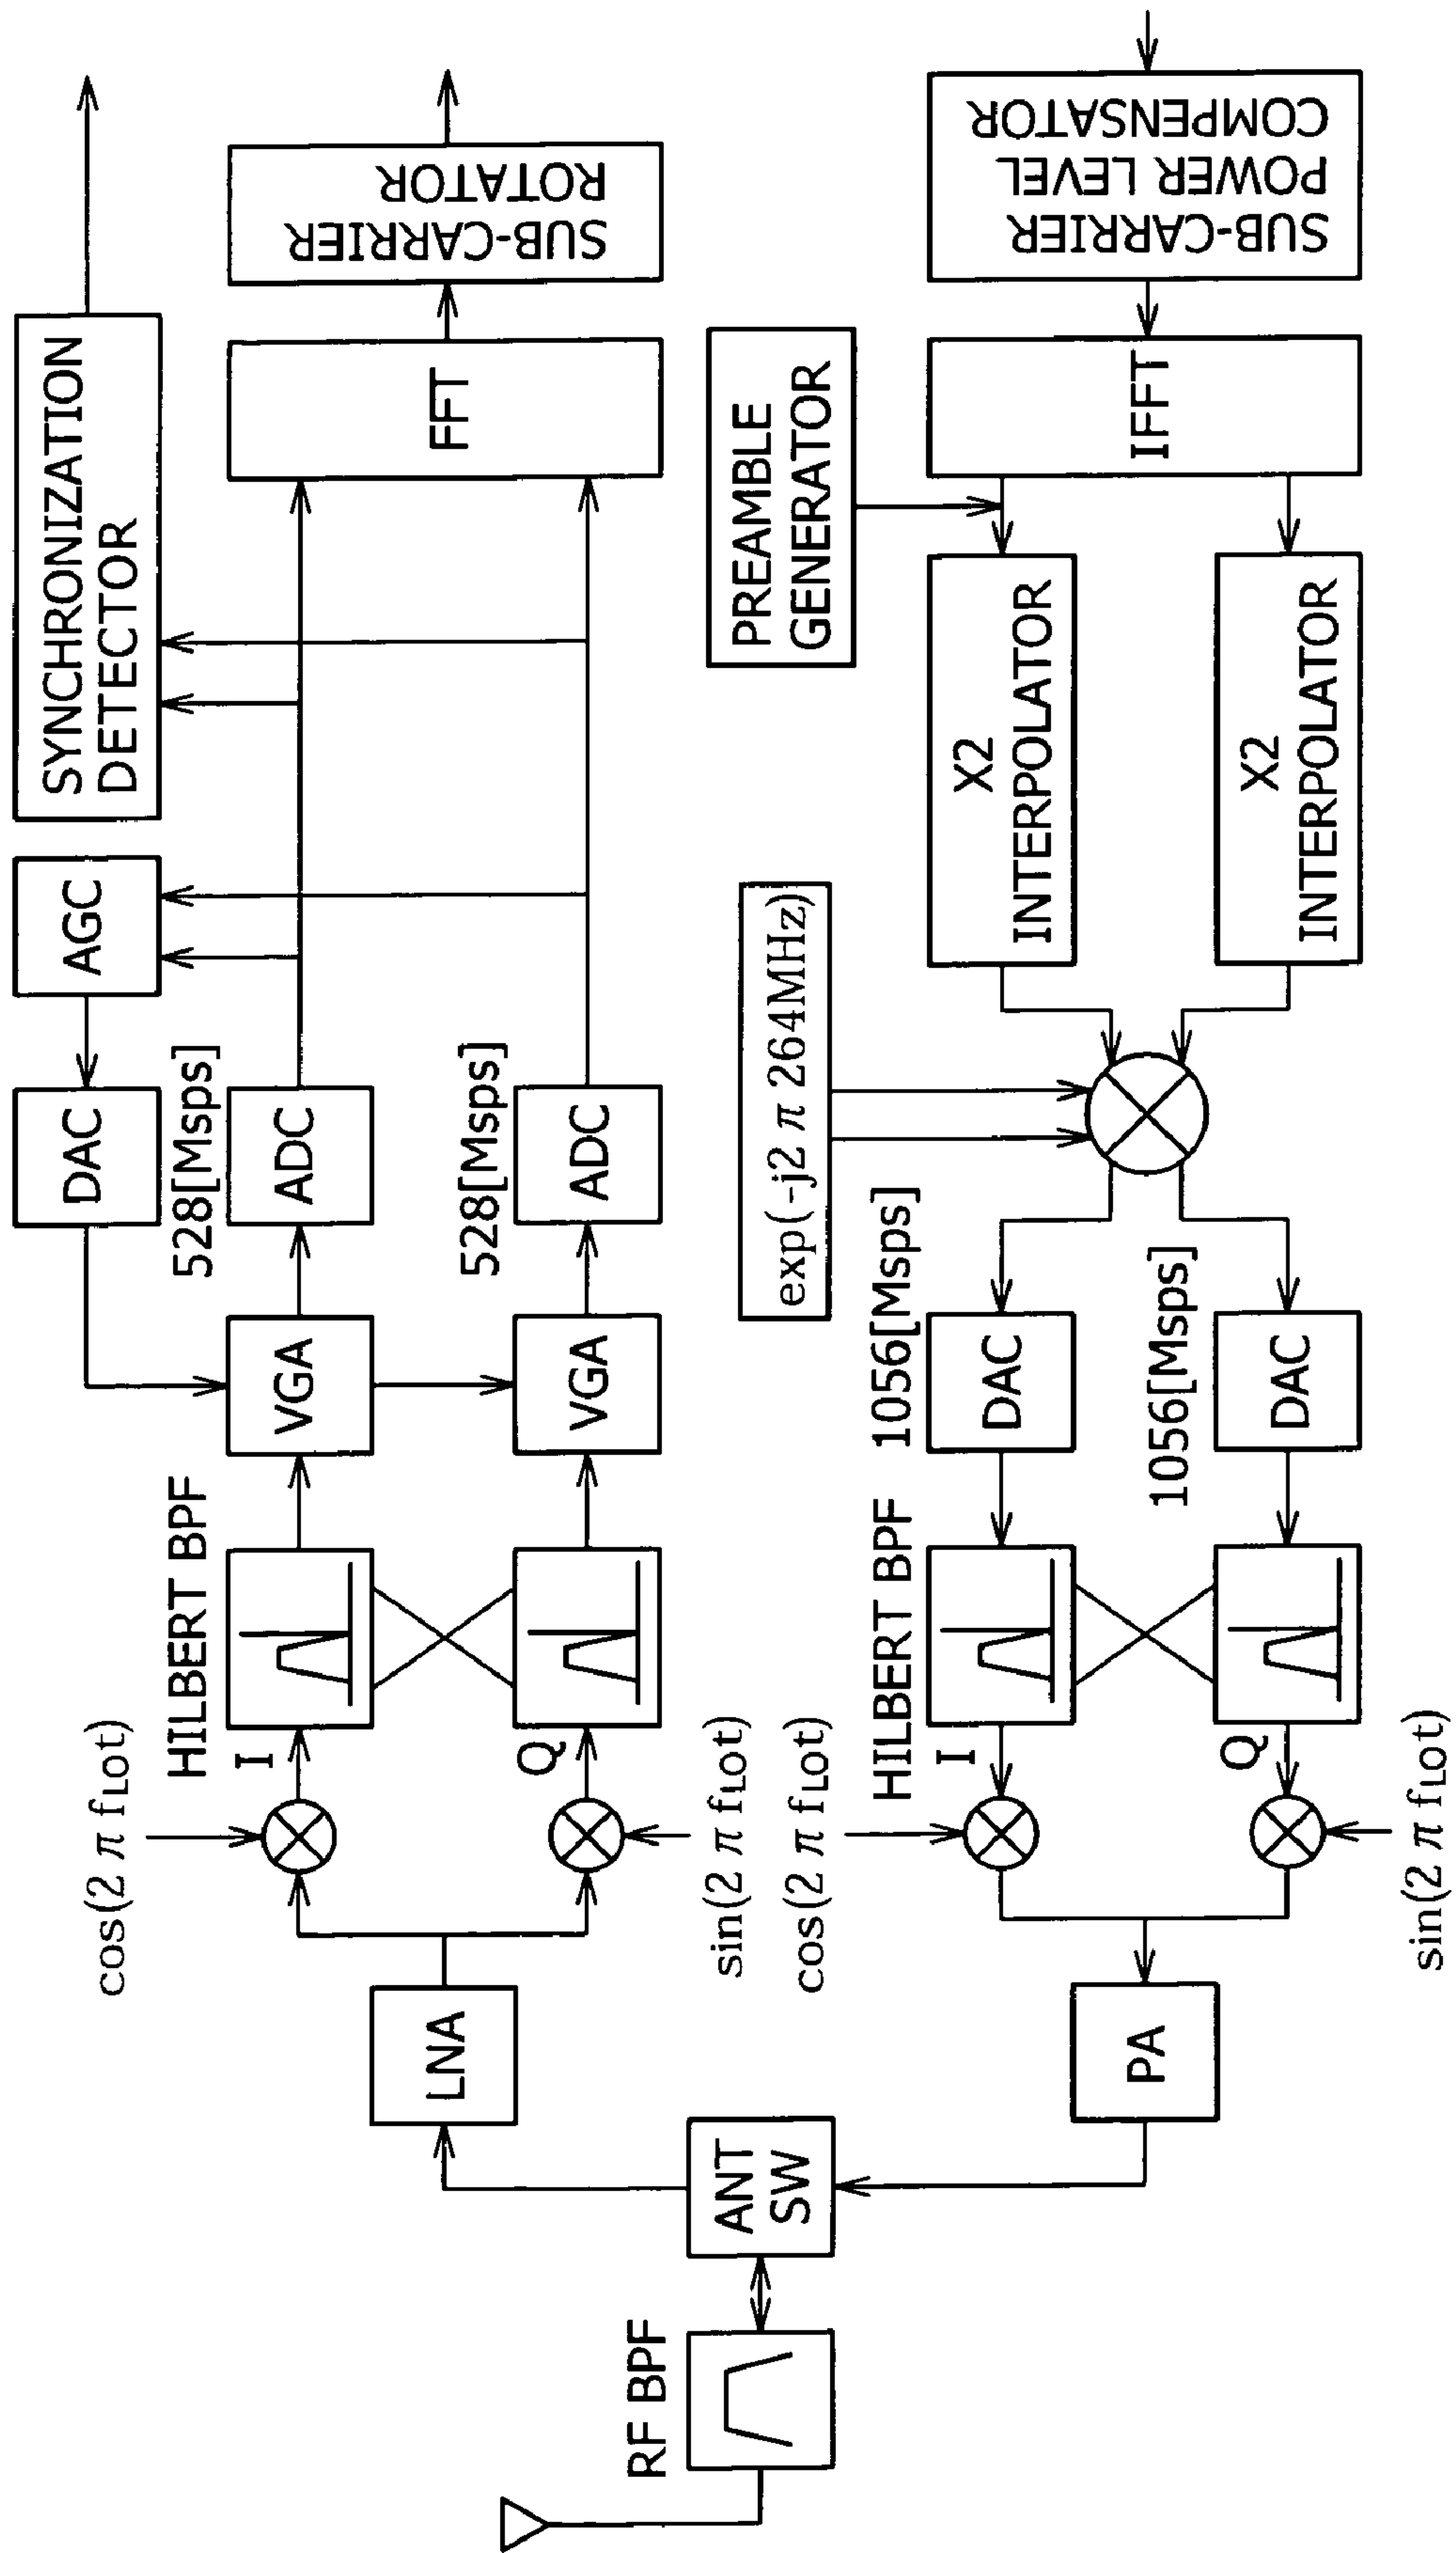 SYNCHRONIZATION
DETECTOR
AGC
DAC
528[Msps]
ADC
VGA
HILBERT BPF
I
cos(2 π fLOt)
SUB-CARRIER
ROTATOR
FFT
528[Msps]
ADC
VGA
Q
sin(2 π fLOt)
LNA
ANT
SW
RF BPF
PREAMBLE
GENERATOR
exp(-j2 π 264MHz)
SUB-CARRIER
POWER LEVEL
COMPENSATOR
IFFT
X2
INTERPOLATOR
X2
INTERPOLATOR
1056[Msps]
DAC
1056[Msps]
DAC
HILBERT BPF
I
Q
cos(2 π fLOt)
sin(2 π fLOt)
PA